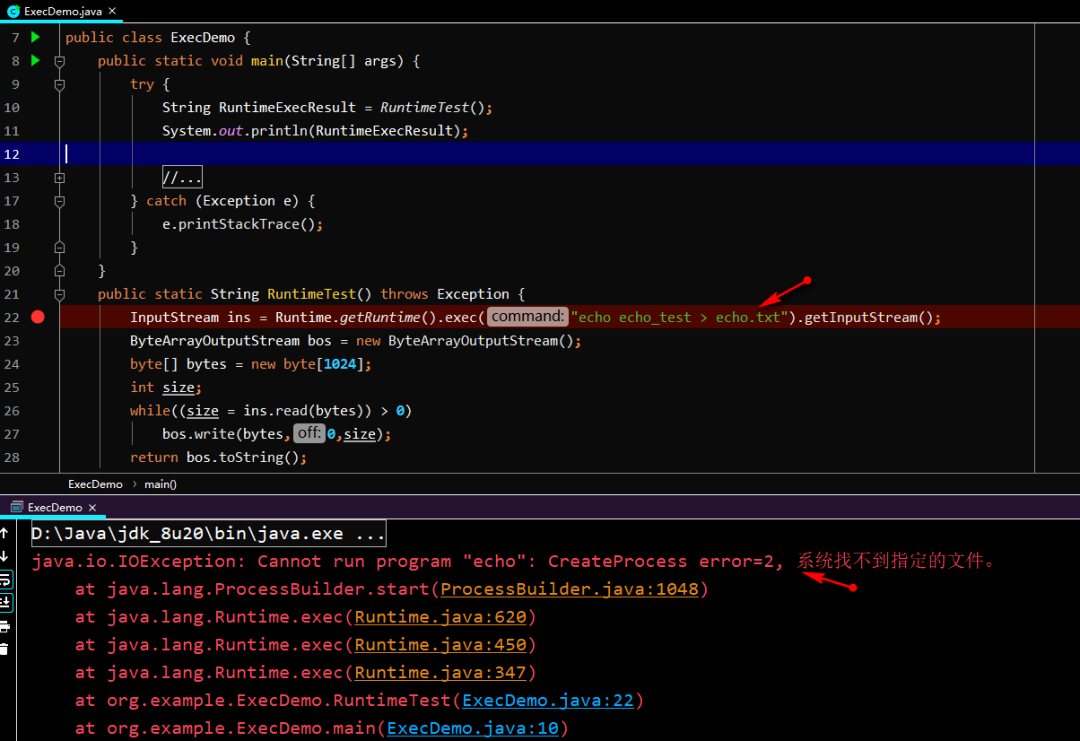 ExecDemo.java ×
7 public class ExecDemo {
8 public static void main(String[] args) {
9 try {
10 String RuntimeExecResult = RuntimeTest();
11 System.out.println(RuntimeExecResult);
12
13 //...
17 } catch (Exception e) {
18 e.printStackTrace();
19 }
20 }
21 public static String RuntimeTest() throws Exception {
22 InputStream ins = Runtime.getRuntime().exec( command: "echo echo_test > echo.txt").getInputStream();
23 ByteArrayOutputStream bos = new ByteArrayOutputStream();
24 byte[] bytes = new byte[1024];
25 int size;
26 while((size = ins.read(bytes)) > 0)
27 bos.write(bytes, off: 0,size);
28 return bos.toString();
ExecDemo › main()
ExecDemo ×
D:\Java\jdk_8u20\bin\java.exe ...
java.io.IOException: Cannot run program "echo": CreateProcess error=2, 系统找不到指定的文件。
at java.lang.ProcessBuilder.start(ProcessBuilder.java:1048)
at java.lang.Runtime.exec(Runtime.java:620)
at java.lang.Runtime.exec(Runtime.java:450)
at java.lang.Runtime.exec(Runtime.java:347)
at org.example.ExecDemo.RuntimeTest(ExecDemo.java:22)
at org.example.ExecDemo.main(ExecDemo.java:10)